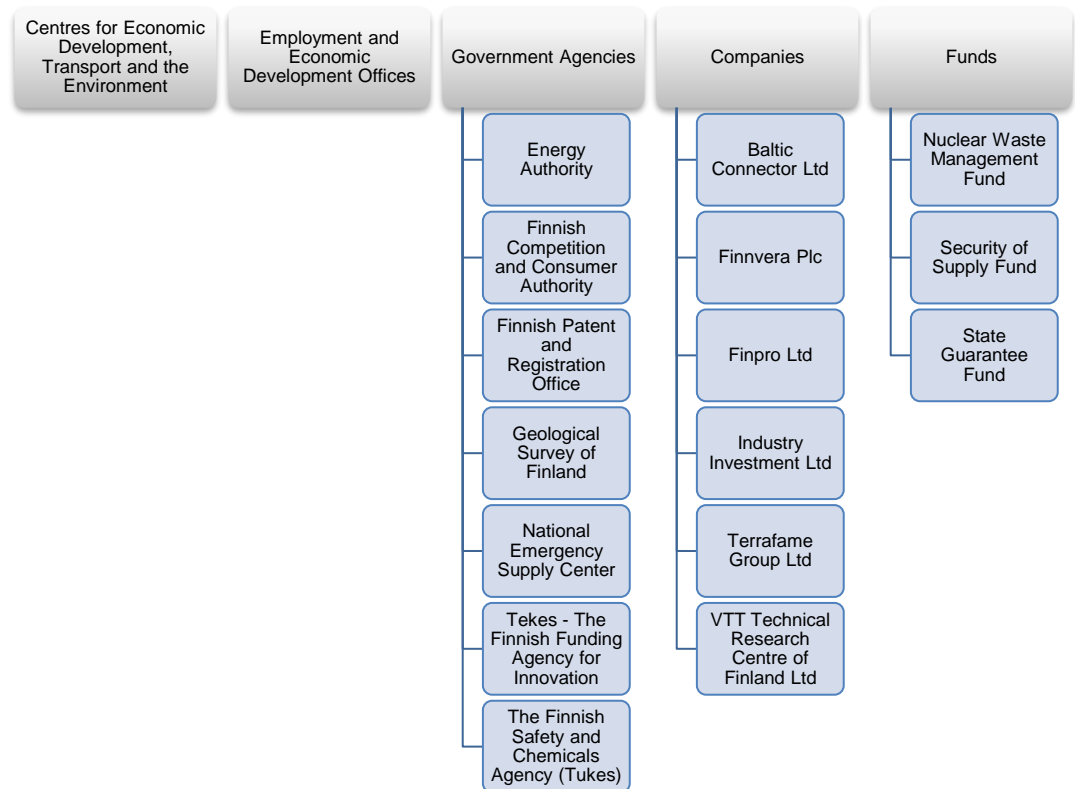 Centres for Economic
Development,
Transport and the
Environment
Employment and
Economic
Development Offices
Government Agencies
Energy
Authority
Finnish
Competition
and Consumer
Authority
Finnish Patent
and
Registration
Office
Geological
Survey of
Finland
National
Emergency
Supply Center
Tekes - The
Finnish Funding
Agency for
Innovation
The Finnish
Safety and
Chemicals
Agency (Tukes)
Companies
Baltic
Connector Ltd
Finnvera Plc
Finpro Ltd
Industry
Investment Ltd
Terrafame
Group Ltd
VTT Technical
Research
Centre of
Finland Ltd
Funds
Nuclear Waste
Management
Fund
Security of
Supply Fund
State
Guarantee
Fund